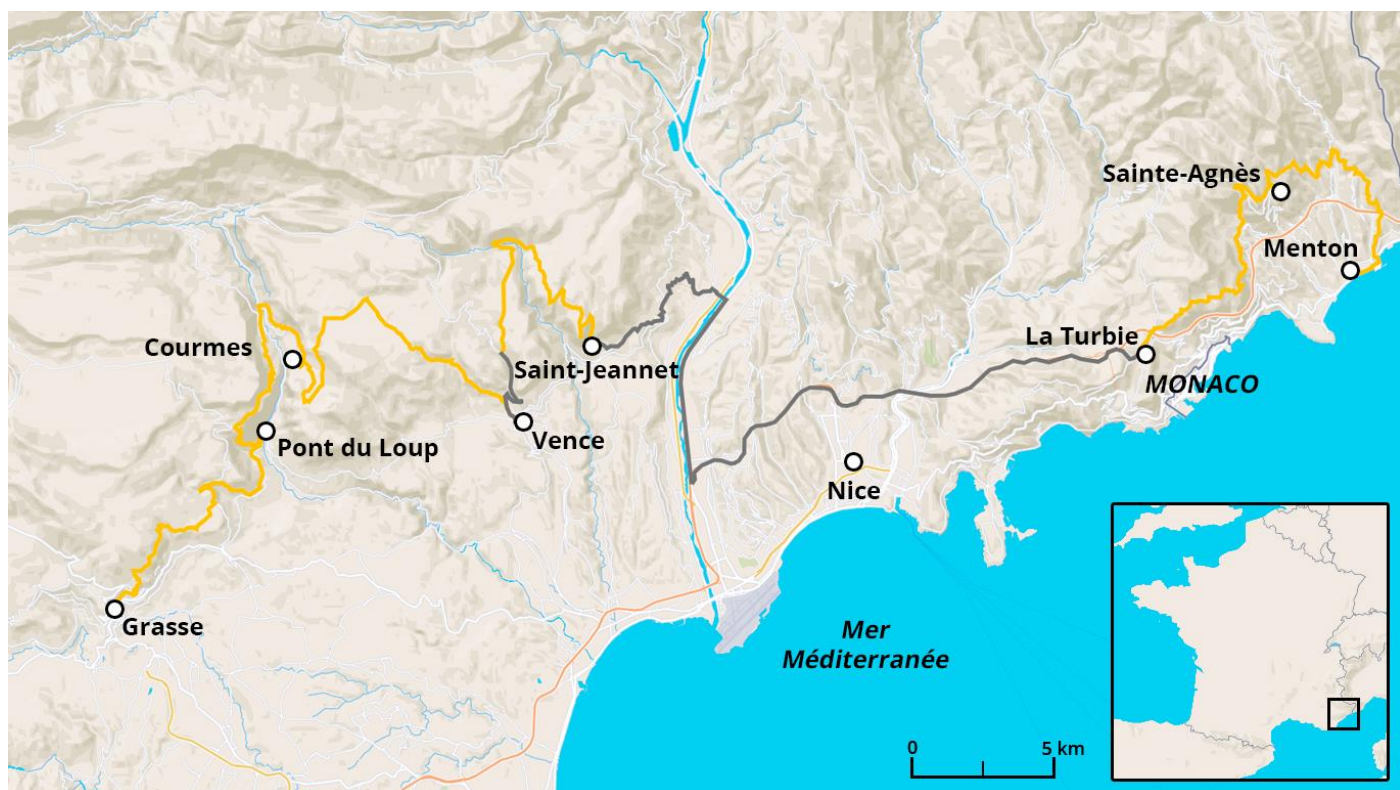 Sainte-Agnès
Menton
La Turbie
MONACO
Courmes
Saint-Jeannet
Vence
Pont du Loup
Nice
Grasse
Mer
Méditerranée
0 5 km